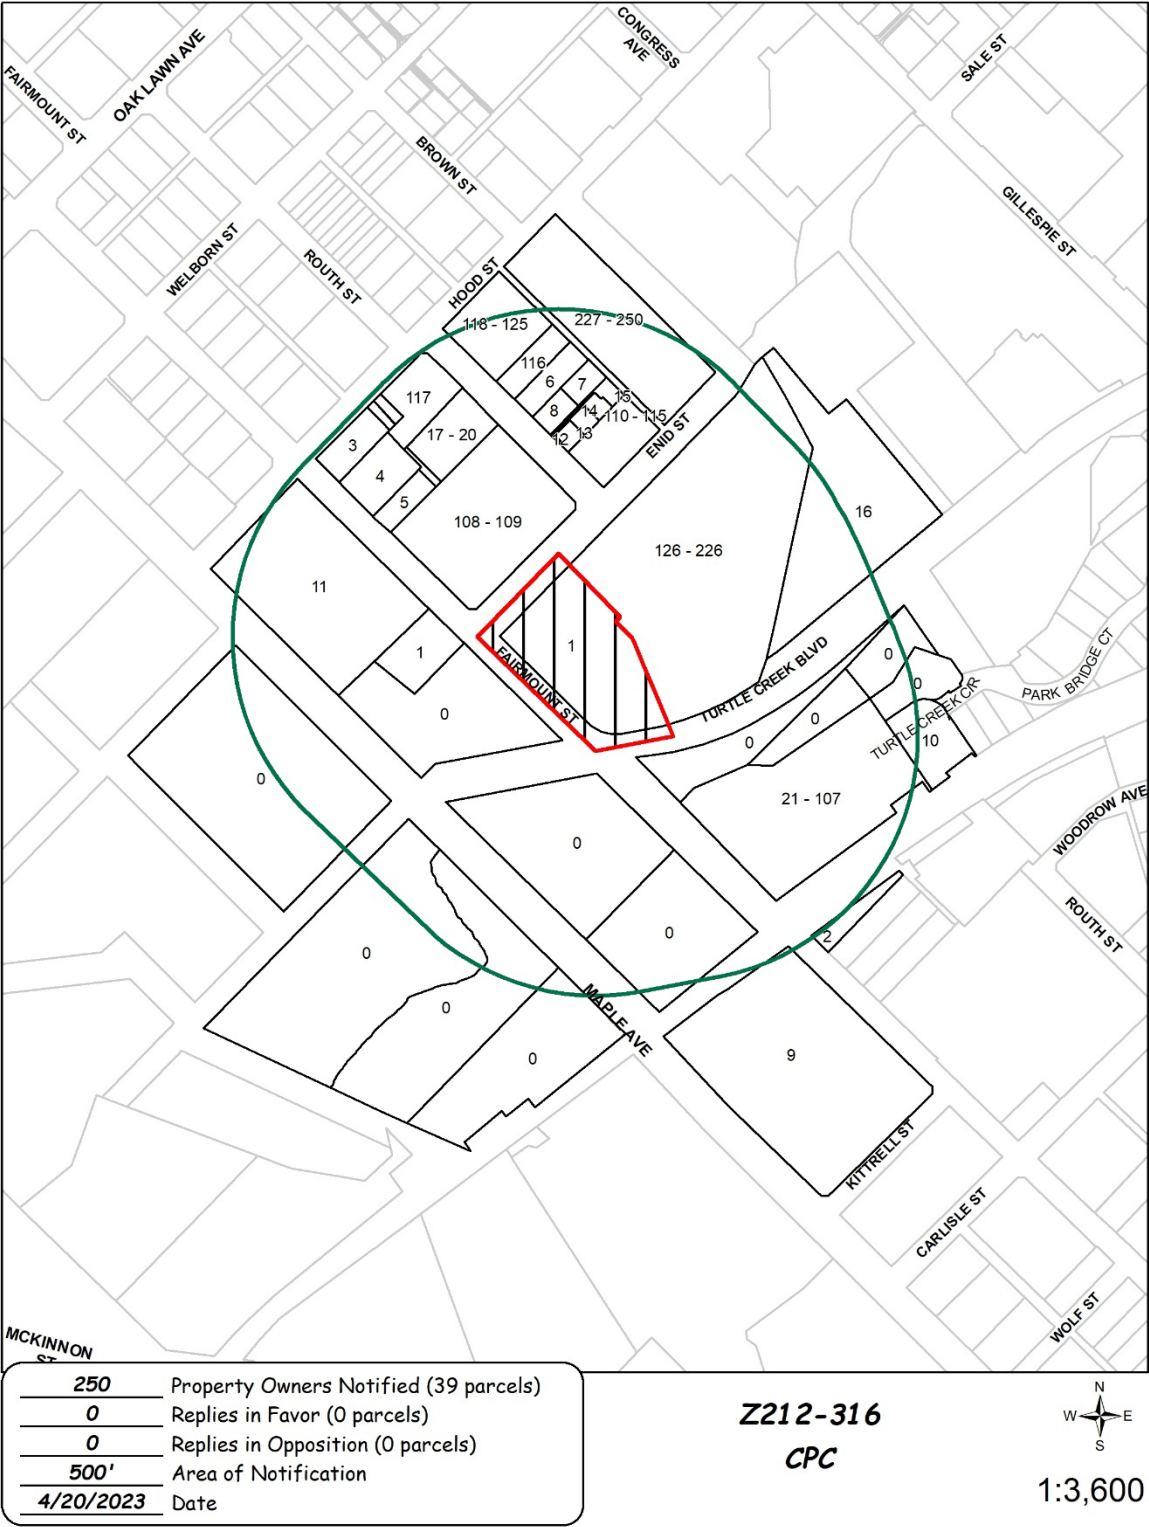 CONGRESS
AVE
SALE ST
OAK LAWN AVE
FAIRMOUNT ST
BROWN ST
GILLESPIE ST
WELBORN ST
ROUTH ST
HOOD ST
118 - 125
227 - 250
116
6
7
117
15
8
14
110 - 115
17 - 20
12
13
ENID ST
3
4
5
16
108 - 109
126 - 226
11
1
1
FAIRMOUNT ST
TURTLE CREEK BLVD
0
0
PARK BRIDGE CT
TURTLE CREEK CIR
0
0
0
10
0
21 - 107
WOODROW AVE
0
ROUTH ST
0
2
0
0
MAPLE AVE
0
9
KITTRELL ST
CARLISLE ST
WOLF ST
MCKINNON
ST
250 Property Owners Notified (39 parcels)
0 Replies in Favor (0 parcels)
0 Replies in Opposition (0 parcels)
500' Area of Notification
4/20/2023 Date
Z212-316
CPC
N
W E
S
1:3,600